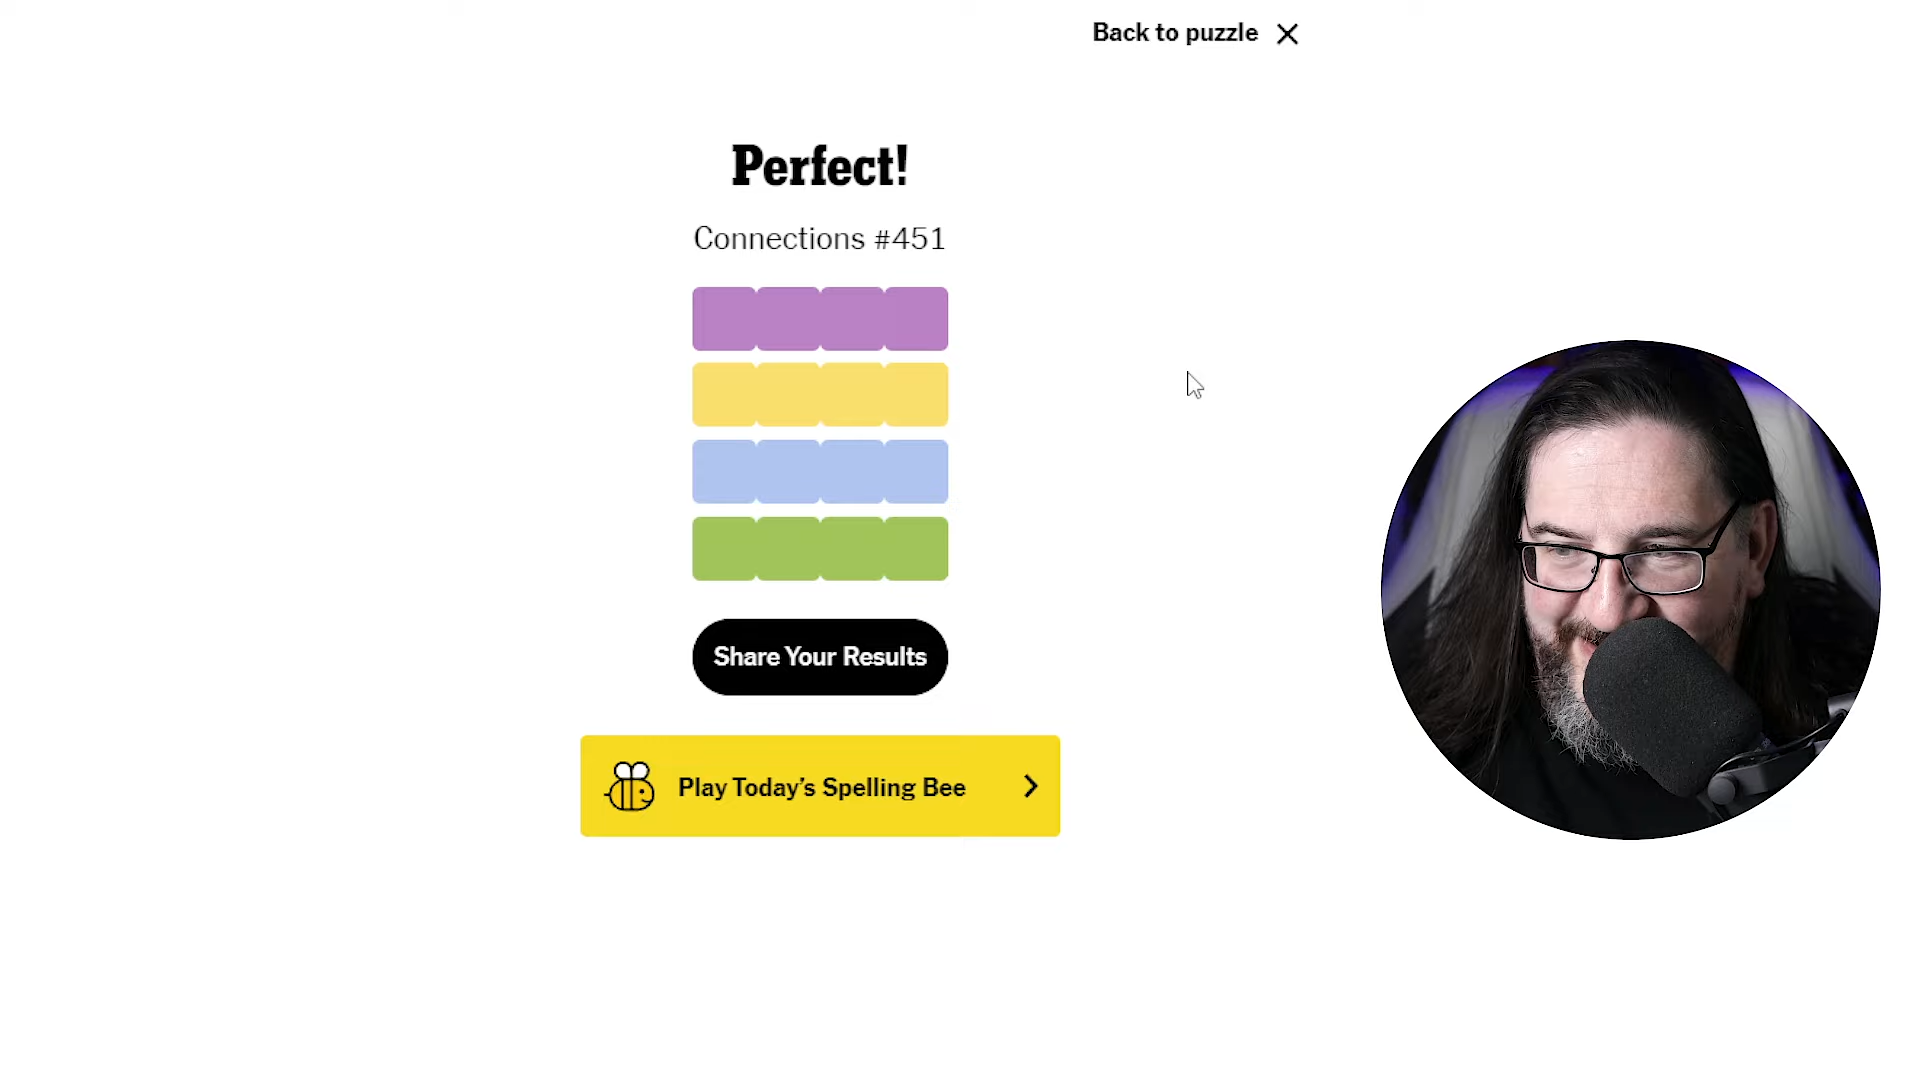 Back to puzzle
Perfect!
Connections #451
Share Your Results
Play Today’s Spelling Bee